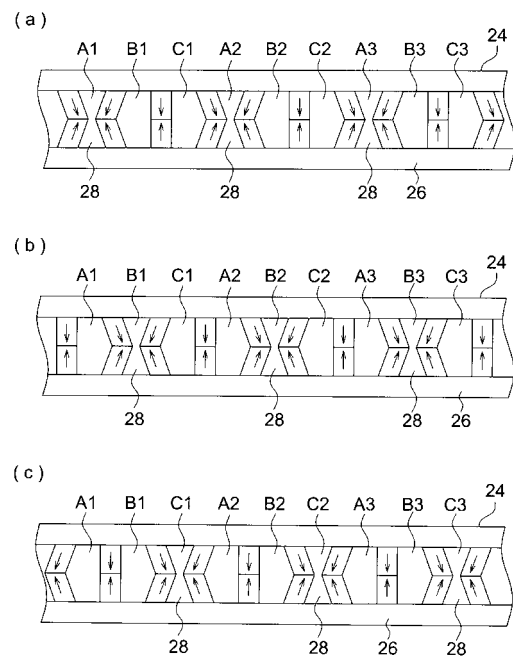 (a)
24
A1 B1 C1 A2 B2 C2 A3 B3 C3
28 28 28 26
(b)
24
A1 B1 C1 A2 B2 C2 A3 B3 C3
28 28 28 26
(c)
24
A1 B1 C1 A2 B2 C2 A3 B3 C3
28 28 26 28